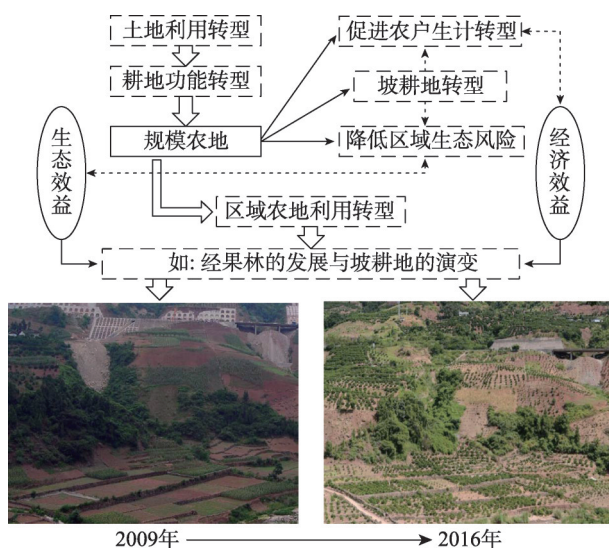 土地利用转型
促进农户生计转型
耕地功能转型
坡耕地转型
生态效益
规模农地
降低区域生态风险
经济效益
区域农地利用转型
如: 经果林的发展与坡耕地的演变
2009年
2016年